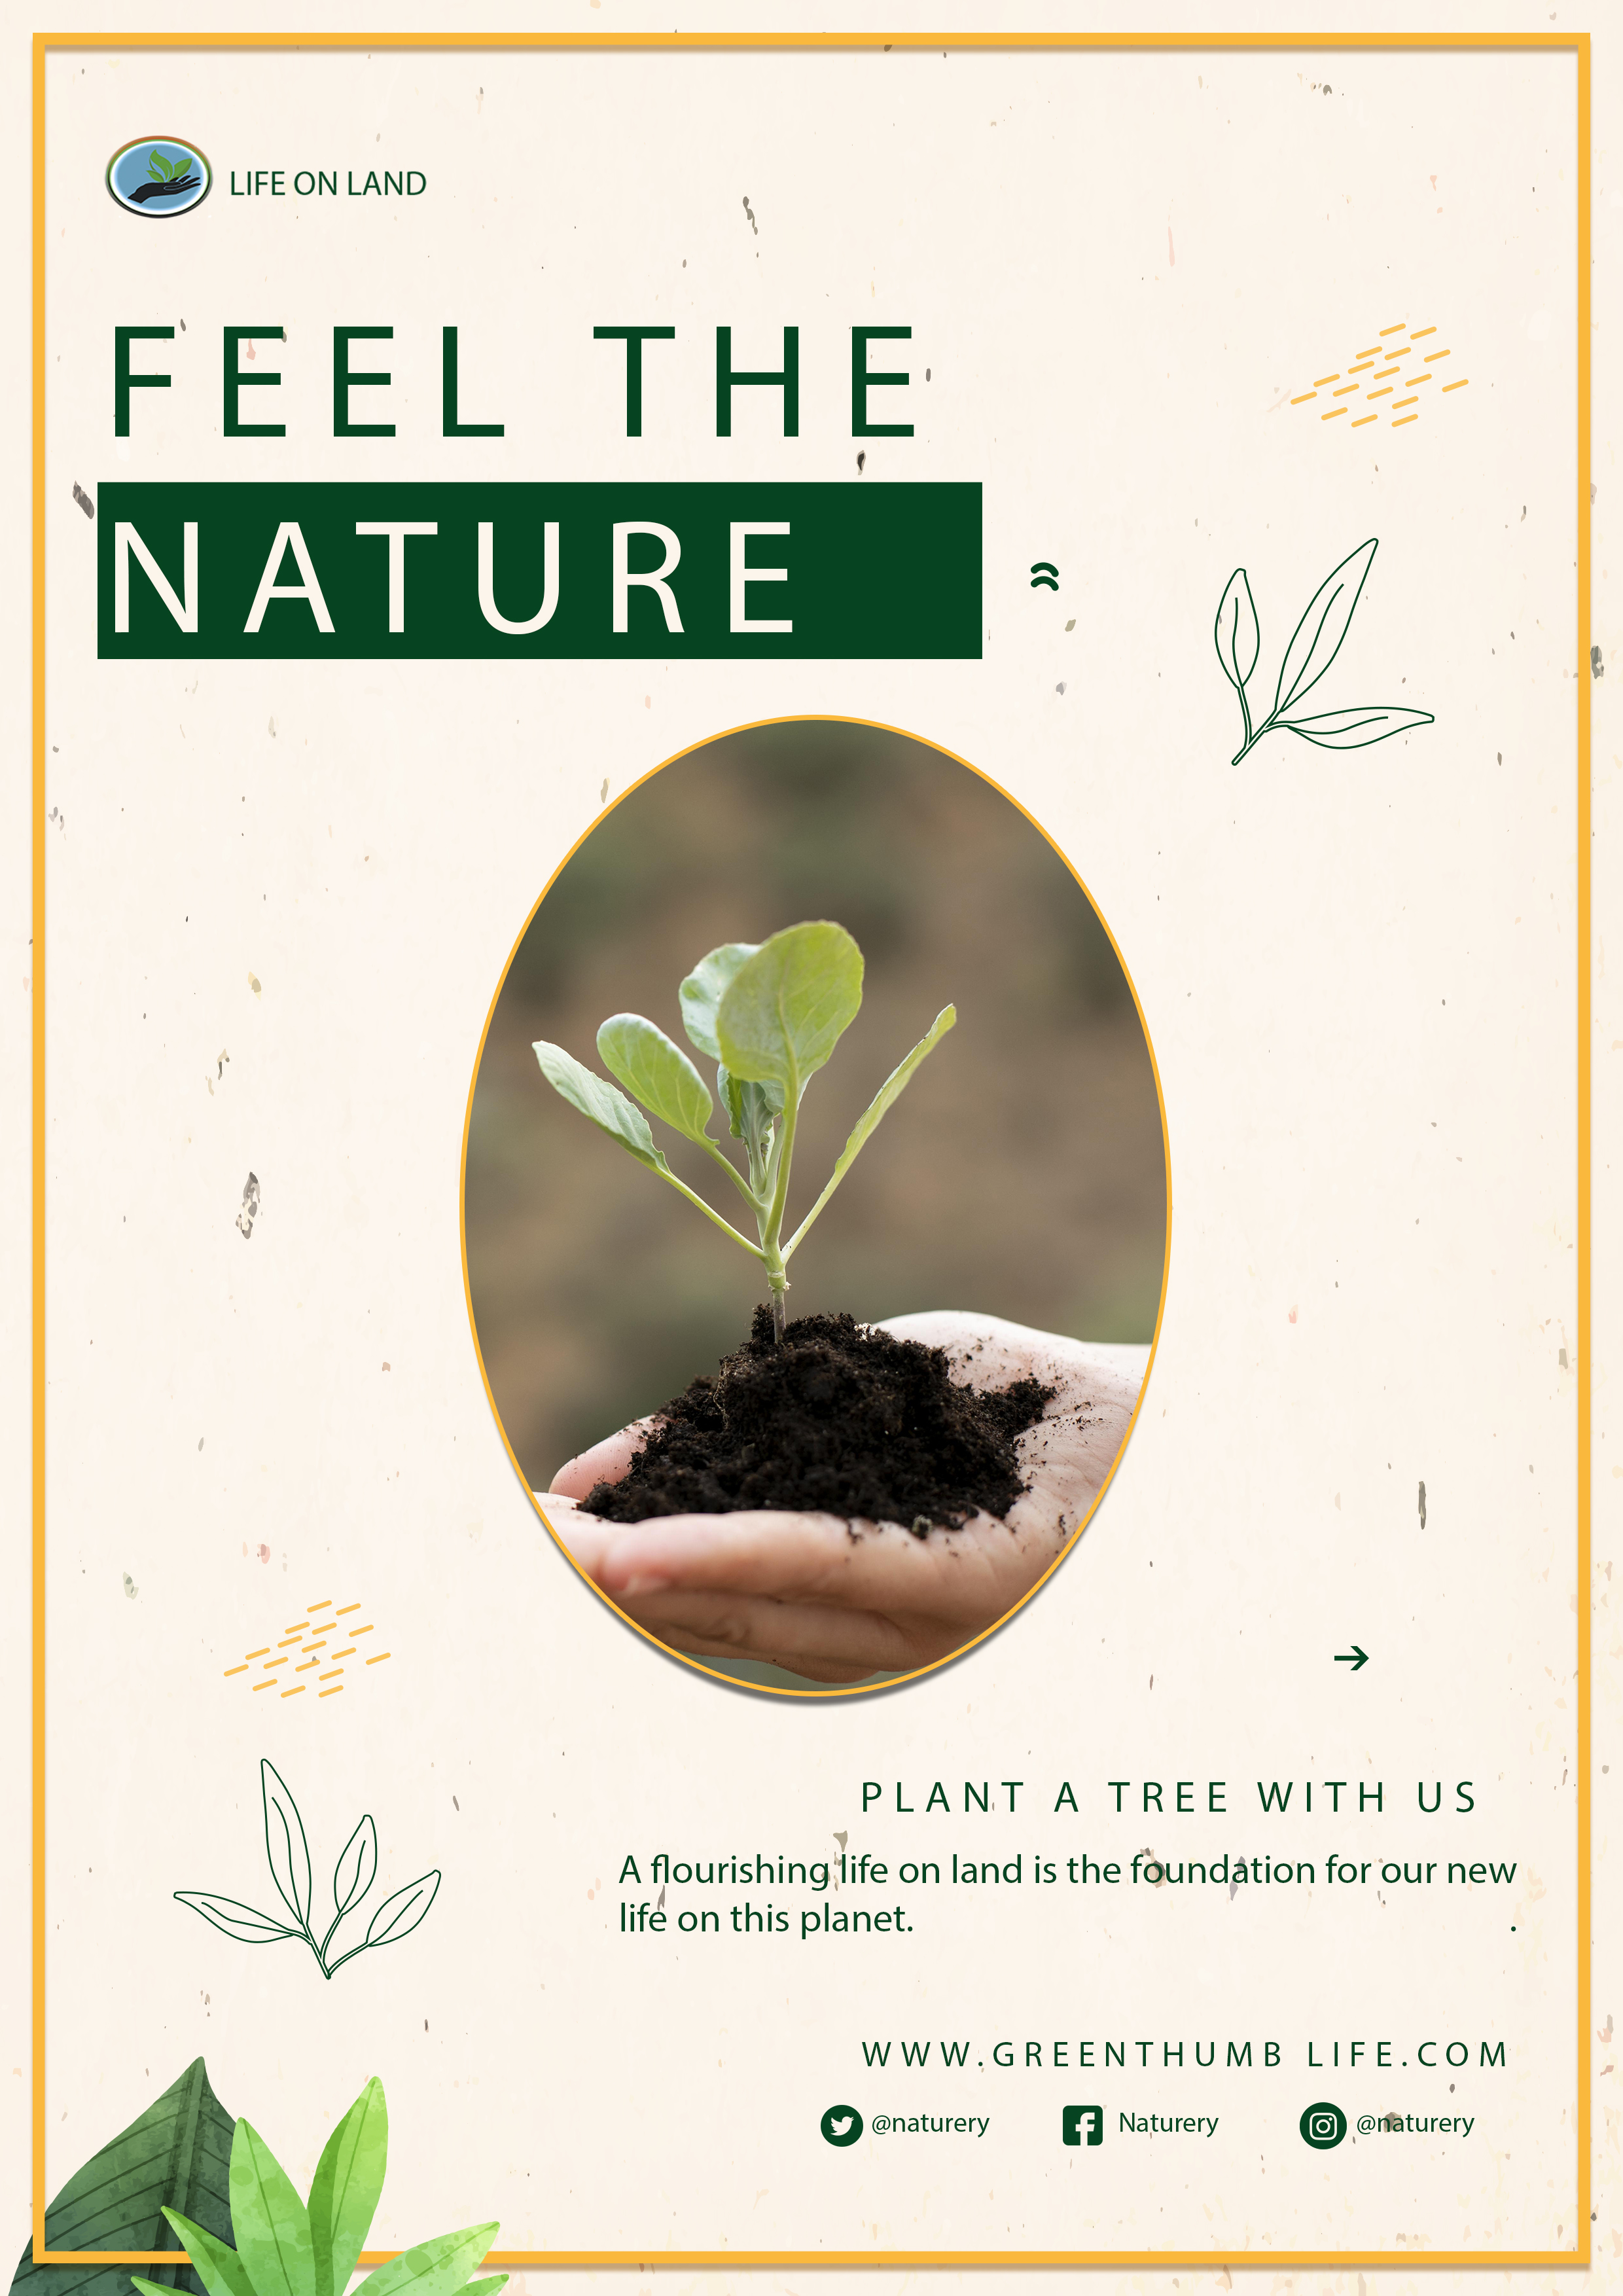 LIFE ON LAND
FEEL THE
NATURE
PLANT A TREE WITH US
A flourishing life on land is the foundation for our new
life on this planet. .
WWW.GREENTHUMB LIFE.COM
@naturery Naturery @naturery